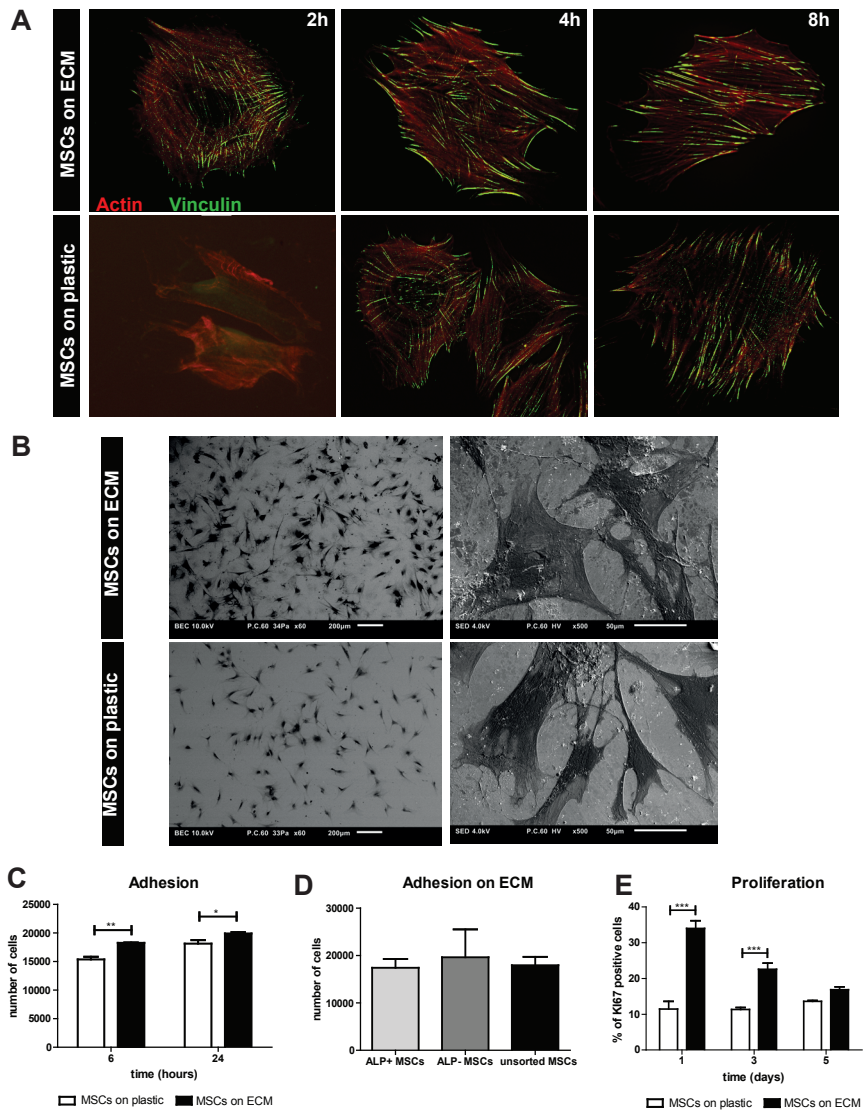 A
2h
4h
8h
MSCs on ECM
Actin
Vinculin
MSCs on plastic
B
MSCs on ECM
BEC 10.0kV P.C.60 34Pa x60 200µm
SED 4.0kV P.C.60 HV x500 50µm
MSCs on plastic
BEC 10.0kV P.C.60 33Pa x60 200µm
SED 4.0kV P.C.60 HV x500 50µm
C
Adhesion
number of cells
25000
20000
15000
10000
5000
0
**
*
6
24
time (hours)
MSCs on plastic
MSCs on ECM
D
Adhesion on ECM
number of cells
30000
20000
10000
0
ALP+ MSCs
ALP- MSCs
unsorted MSCs
E
Proliferation
% of KI67 positive cells
40
30
20
10
0
***
***
1
3
5
time (days)
MSCs on plastic
MSCs on ECM